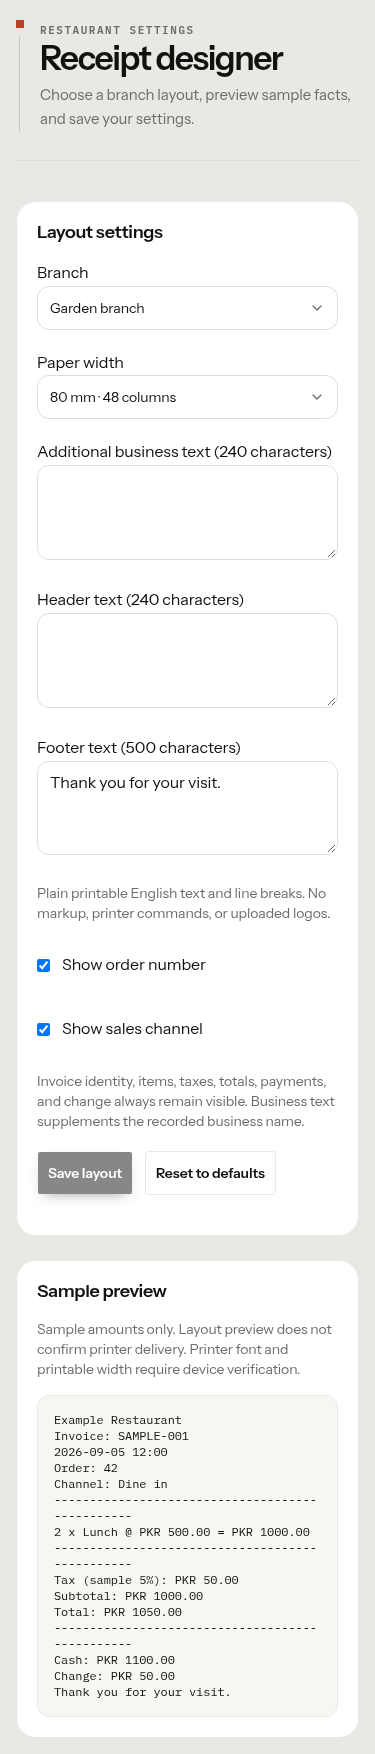 RESTAURANT SETTINGS
Receipt designer
Choose a branch layout, preview sample facts,
and save your settings.
Layout settings
Branch
Garden branch
Paper width
80 mm · 48 columns
Additional business text (240 characters)
Header text (240 characters)
Footer text (500 characters)
Thank you for your visit.
Plain printable English text and line breaks. No
markup, printer commands, or uploaded logos.
Show order number
Show sales channel
Invoice identity, items, taxes, totals, payments,
and change always remain visible. Business text
supplements the recorded business name.
Save layout Reset to defaults
Sample preview
Sample amounts only. Layout preview does not
confirm printer delivery. Printer font and
printable width require device verification.
Example Restaurant
Invoice: SAMPLE-001
2026-09-05 12:00
Order: 42
Channel: Dine in
-------------------------------------
-----------
2 x Lunch @ PKR 500.00 = PKR 1000.00
-------------------------------------
-----------
Tax (sample 5%): PKR 50.00
Subtotal: PKR 1000.00
Total: PKR 1050.00
-------------------------------------
-----------
Cash: PKR 1100.00
Change: PKR 50.00
Thank you for your visit.